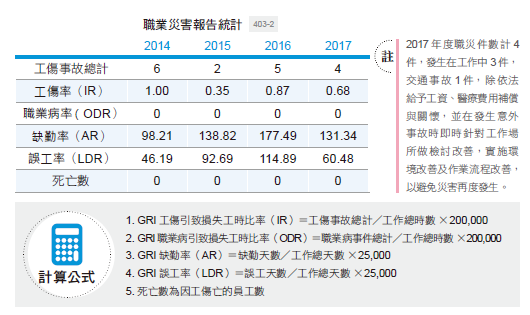 職業災害報告統計 403-2
2014 2015 2016 2017
工傷事故總計 6 2 5 4
工傷率（IR） 1.00 0.35 0.87 0.68
職業病率（ODR） 0 0 0 0
缺勤率（AR） 98.21 138.82 177.49 131.34
誤工率（LDR） 46.19 92.69 114.89 60.48
死亡數 0 0 0 0
註
2017 年度職災件數計 4
件，發生在工作中 3 件，
交通事故 1 件，除依法
給予工資、醫療費用補償
與關懷，並在發生意外
事故時即時針對工作場
所做檢討改善，實施環
境改善及作業流程改善，
以避免災害再度發生。
計算公式
1. GRI 工傷引致損失工時比率（IR）＝工傷事故總計／工作總時數 ×200,000
2. GRI 職業病引致損失工時比率（ODR）＝職業病事件總計／工作總時數 ×200,000
3. GRI 缺勤率（AR）＝缺勤天數／工作總天數 ×25,000
4. GRI 誤工率（LDR）＝誤工天數／工作總天數 ×25,000
5. 死亡數為因工傷亡的員工數